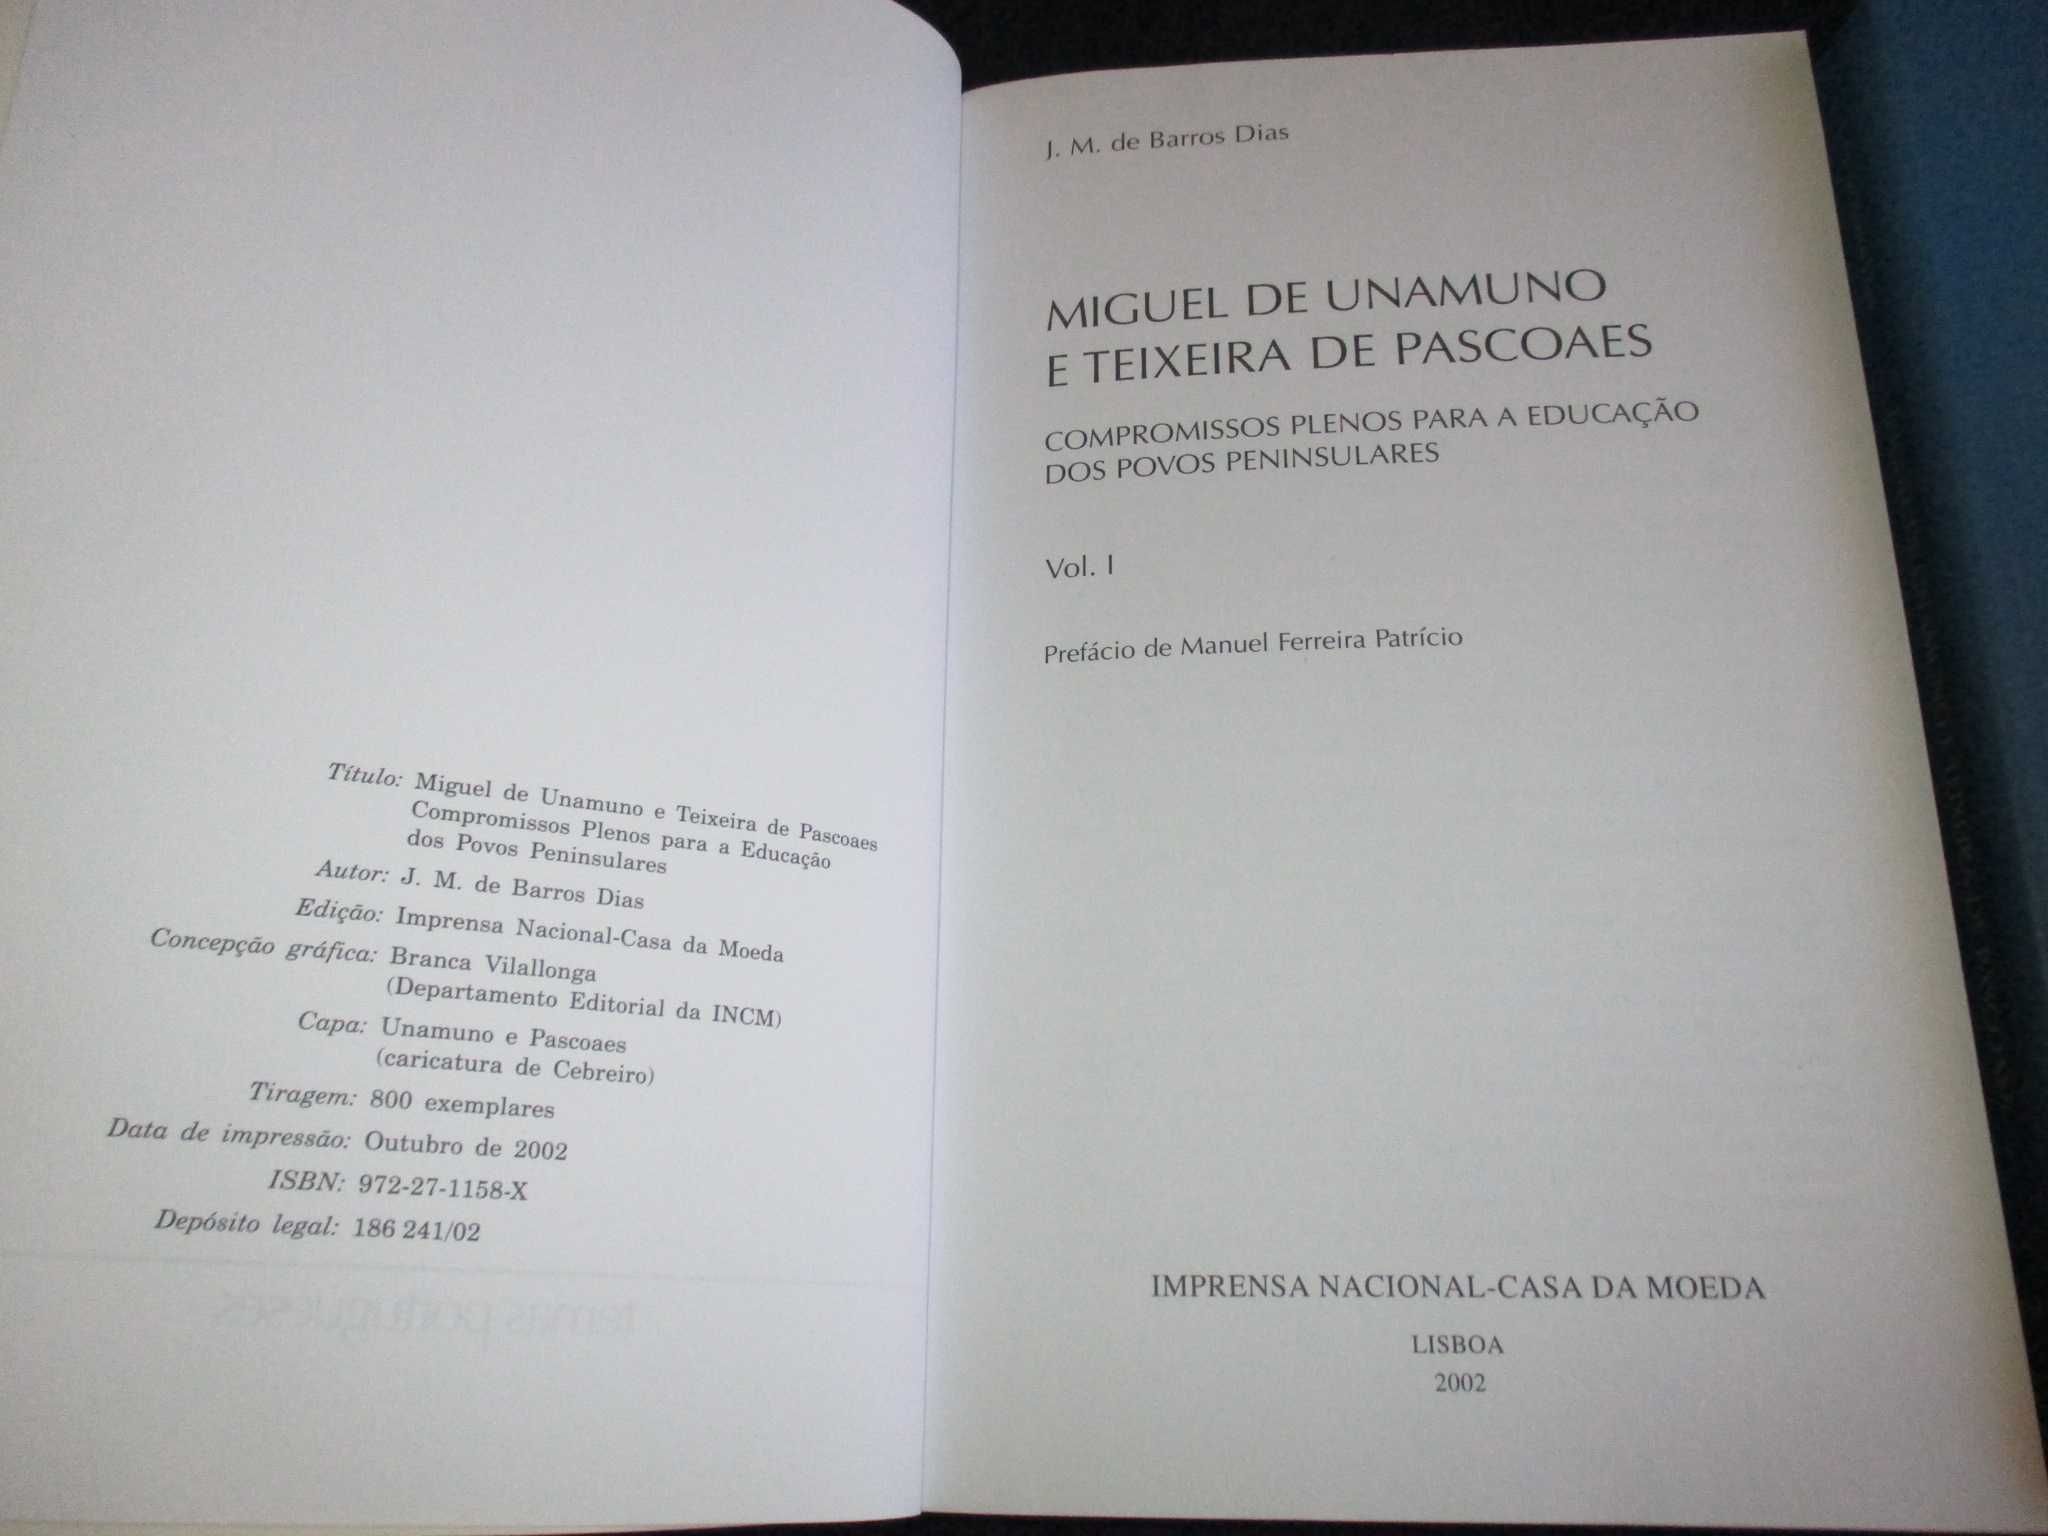 Título: Miguel de Unamuno e Teixeira de Pascoaes
Compromissos Plenos para a Educação
dos Povos Peninsulares
Autor: J. M. de Barros Dias
Edição: Imprensa Nacional-Casa da Moeda
Concepção gráfica: Branca Vilallonga
(Departamento Editorial da INCM)
Capa: Unamuno e Pascoaes
(caricatura de Cebreiro)
Tiragem: 800 exemplares
Data de impressão: Outubro de 2002
ISBN: 972-27-1158-X
Depósito legal: 186 241/02
temas portugueses
J. M. de Barros Dias
MIGUEL DE UNAMUNO
E TEIXEIRA DE PASCOAES
COMPROMISSOS PLENOS PARA A EDUCAÇÃO
DOS POVOS PENINSULARES
Vol. I
Prefácio de Manuel Ferreira Patrício
IMPRENSA NACIONAL-CASA DA MOEDA
LISBOA
2002